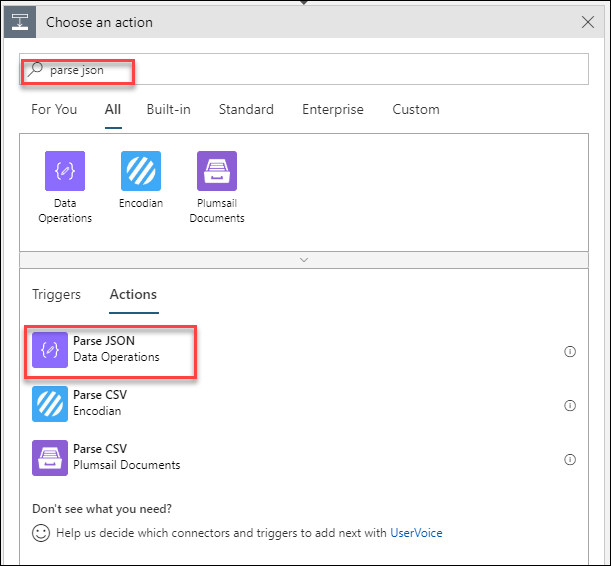 Choose an action
parse json
For You All Built-in Standard Enterprise Custom
Data
Operations
Encodian
Plumsail
Documents
Triggers Actions
Parse JSON
Data Operations
Parse CSV
Encodian
Parse CSV
Plumsail Documents
Don't see what you need?
Help us decide which connectors and triggers to add next with UserVoice